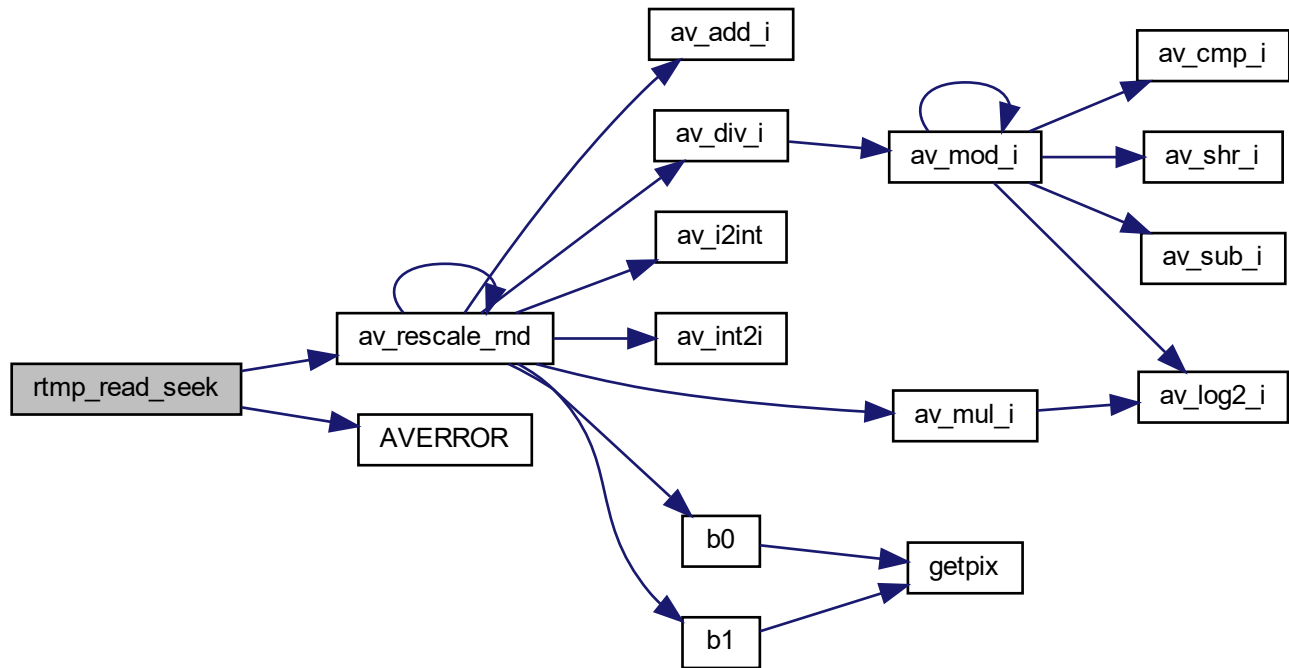 rtmp_read_seek
av_rescale_rnd
AVERROR
av_add_i
av_div_i
av_i2int
av_int2i
av_mul_i
b0
b1
av_mod_i
getpix
av_cmp_i
av_shr_i
av_sub_i
av_log2_i